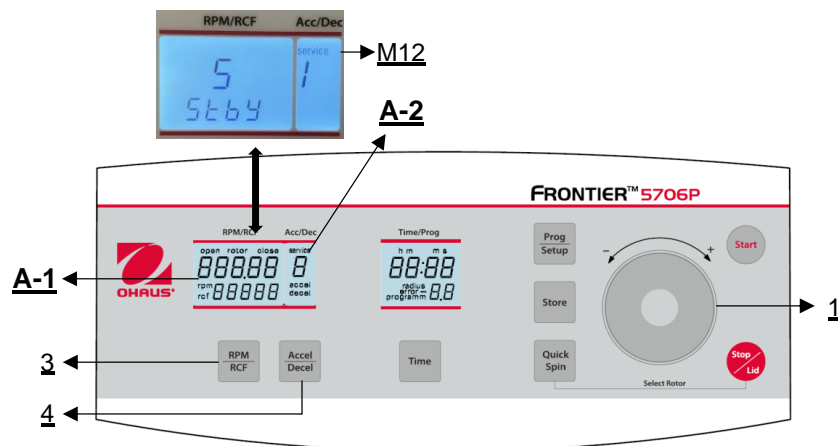 RPM/RCF Acc/Dec
service
5 1
Stby
M12
A-2
FRONTIER™ 5706P
RPM/RCF Acc/Dec Time/Prog
open rotor close service h m m s
888.88 8 88:88
rpm rcf 88888 accel decel
radius error programm 8.8
OHAUS®
A-1
Prog
Setup
Start
- +
Store
1
3
RPM
RCF
Accel
Decel
Time
Quick
Spin
Stop
Lid
4
Select Rotor